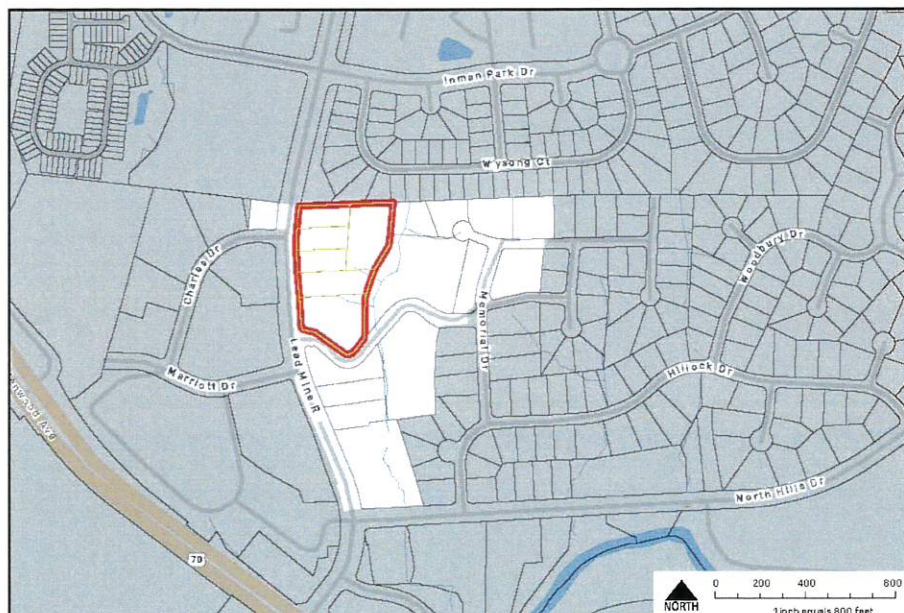 Inman Park Dr
Wysong Ct
Charles Dr
Woodbury Dr
Memorial Dr
Lead Mine R
Marriott Dr
Hillock Dr
North Hills Dr
70
NORTH
0 200 400 800
1 inch equals 800 feet